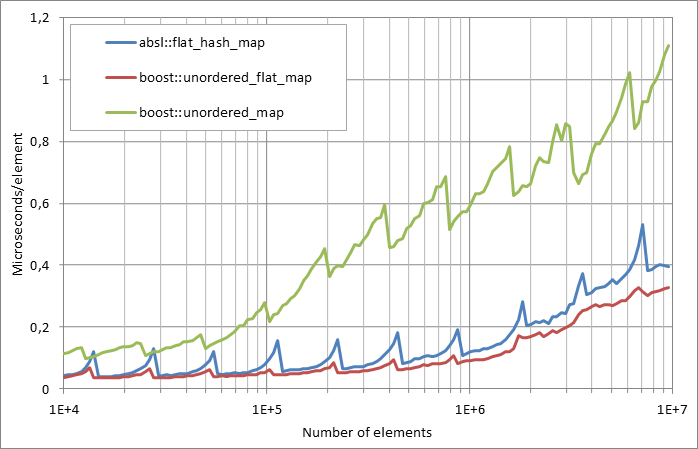 1,2
1
0,8
0,6
0,4
0,2
0
Microseconds/element
absl::flat_hash_map
boost::unordered_flat_map
boost::unordered_map
1E+4
1E+5
1E+6
1E+7
Number of elements